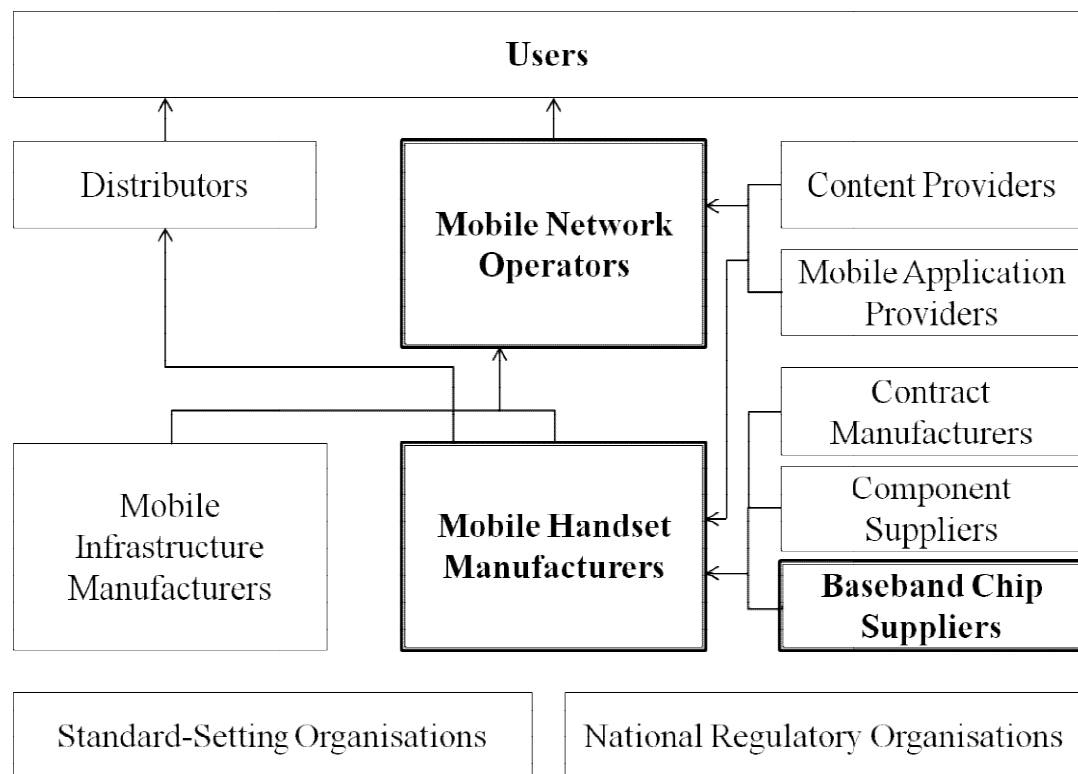 Users
Distributors
Mobile Network
Operators
Content Providers
Mobile Application
Providers
Contract
Manufacturers
Component
Suppliers
Baseband Chip
Suppliers
Mobile
Infrastructure
Manufacturers
Mobile Handset
Manufacturers
Standard-Setting Organisations
National Regulatory Organisations